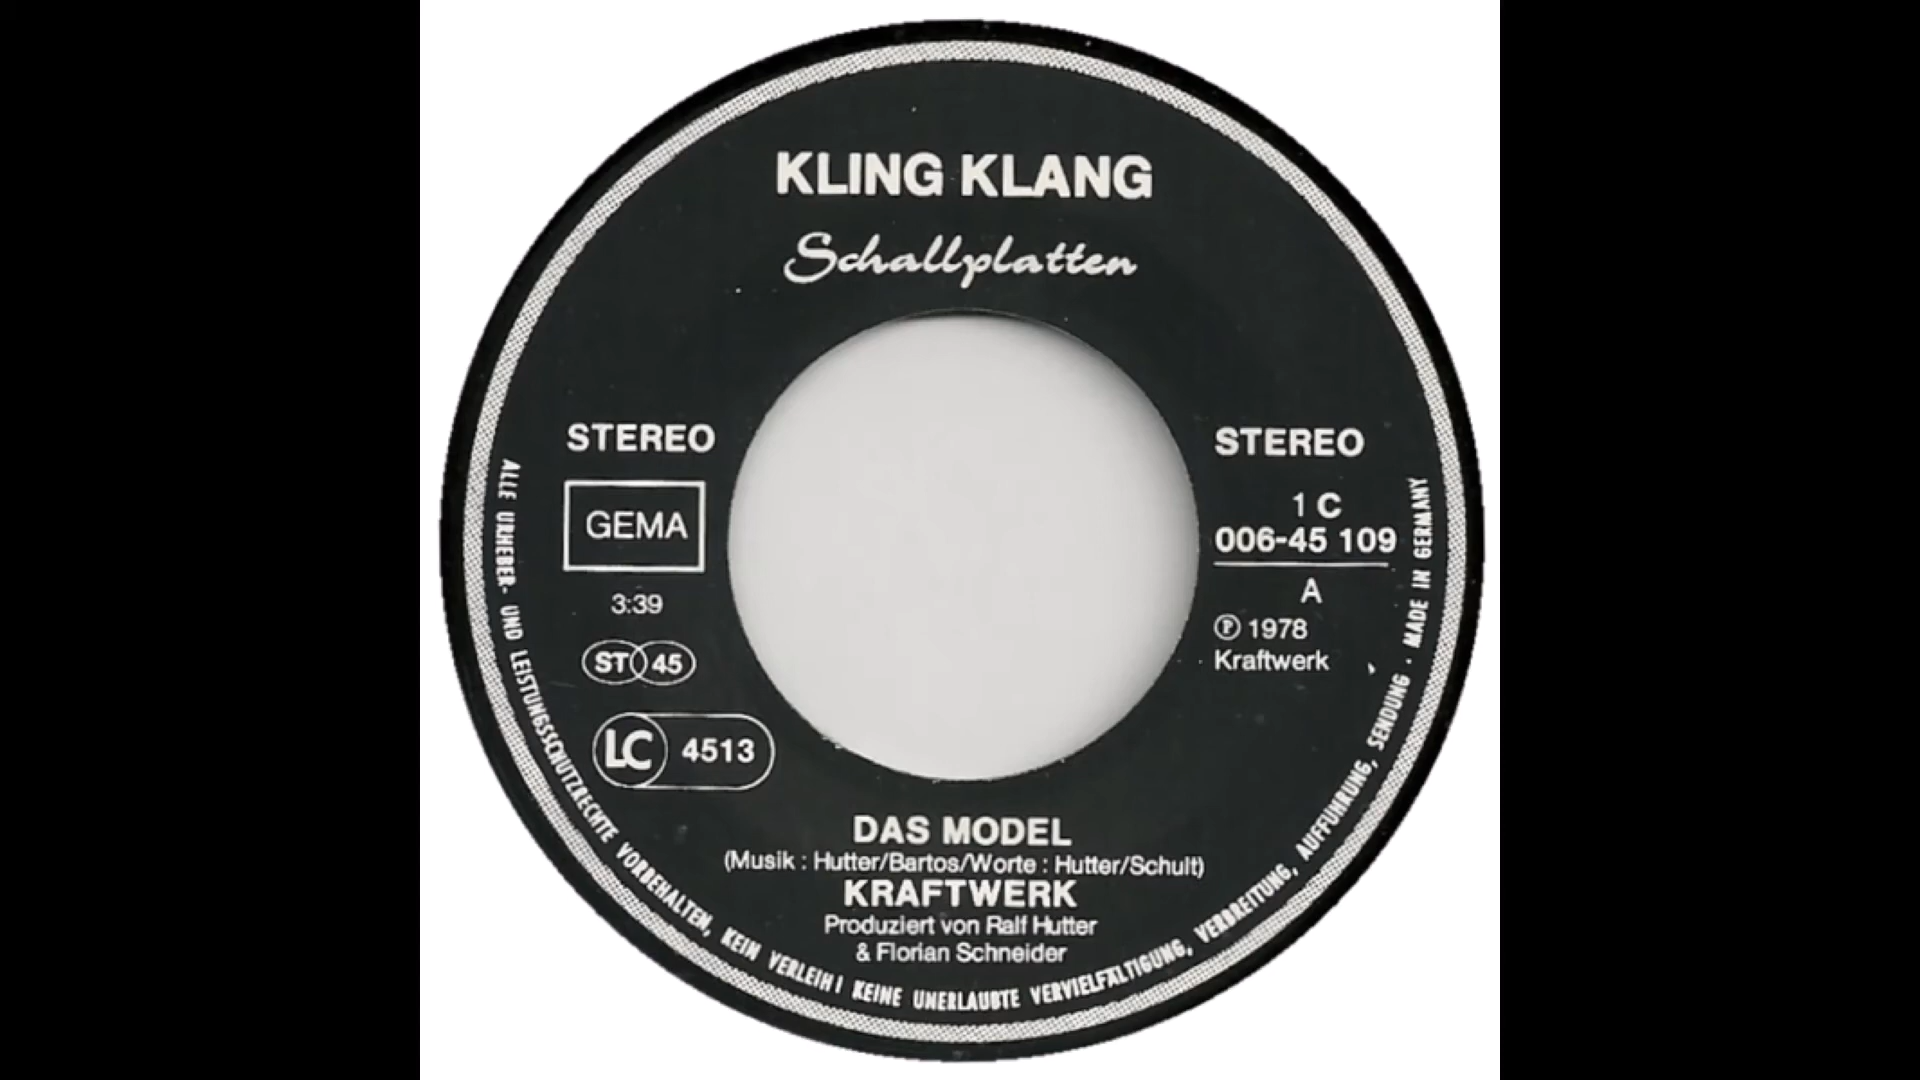 KLING KLANG
Schallplatten
STEREO
GEMA
3:39
ST 45
LC 4513
STEREO
1 C
006-45 109
A
℗ 1978
Kraftwerk
DAS MODEL
(Musik : Hutter/Bartos/Worte : Hutter/Schult)
KRAFTWERK
Produziert von Ralf Hutter
& Florian Schneider
ALLE URHEBER- UND LEISTUNGSSCHUTZRECHTE VORBEHALTEN, KEIN VERLEIH! KEINE UNERLAUBTE VERVIELFÄLTIGUNG, VERBREITUNG, AUFFÜHRUNG, SENDUNG · MADE IN GERMANY